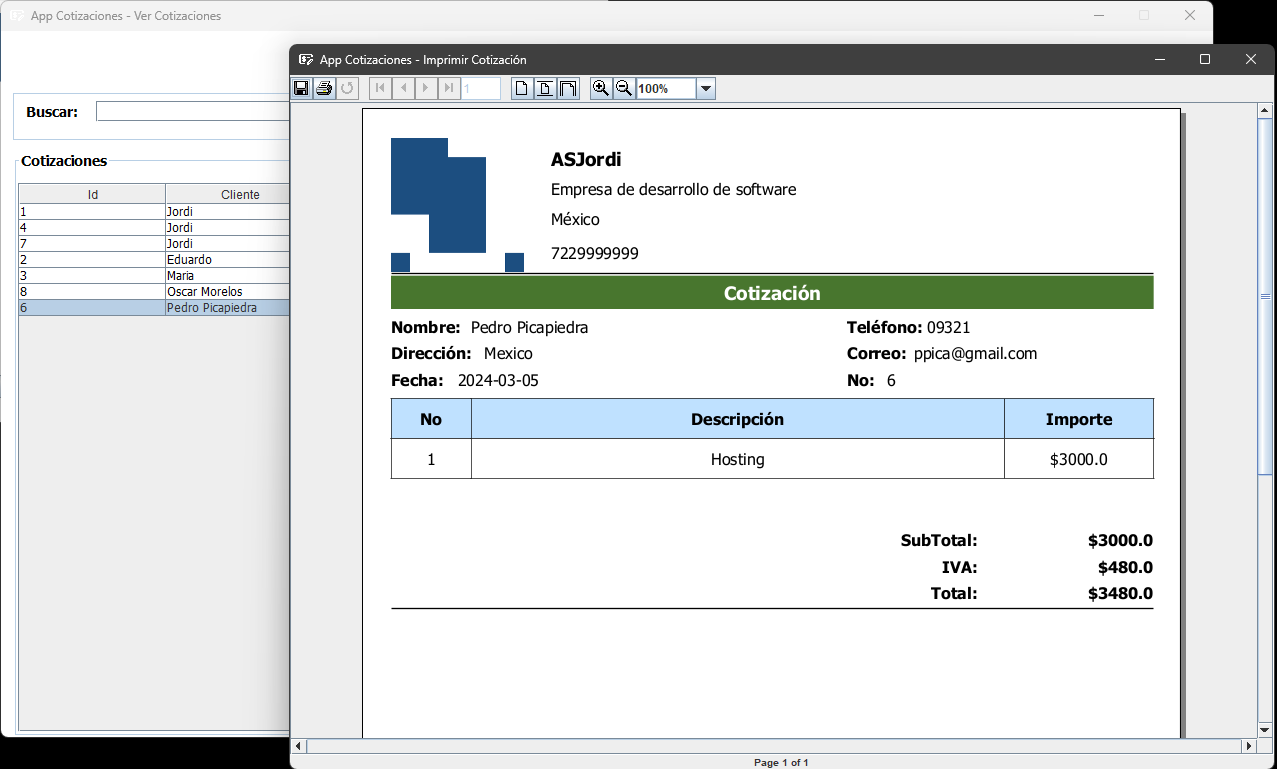 App Cotizaciones - Ver Cotizaciones
Buscar:
Cotizaciones
Id Cliente
1 Jordi
4 Jordi
7 Jordi
2 Eduardo
3 Maria
8 Oscar Morelos
6 Pedro Picapiedra
App Cotizaciones - Imprimir Cotización
1 100%
ASJordi
Empresa de desarrollo de software
México
7229999999
Cotización
Nombre: Pedro Picapiedra Teléfono: 09321
Dirección: Mexico Correo: ppica@gmail.com
Fecha: 2024-03-05 No: 6
No Descripción Importe
1 Hosting $3000.0
SubTotal: $3000.0
IVA: $480.0
Total: $3480.0
Page 1 of 1